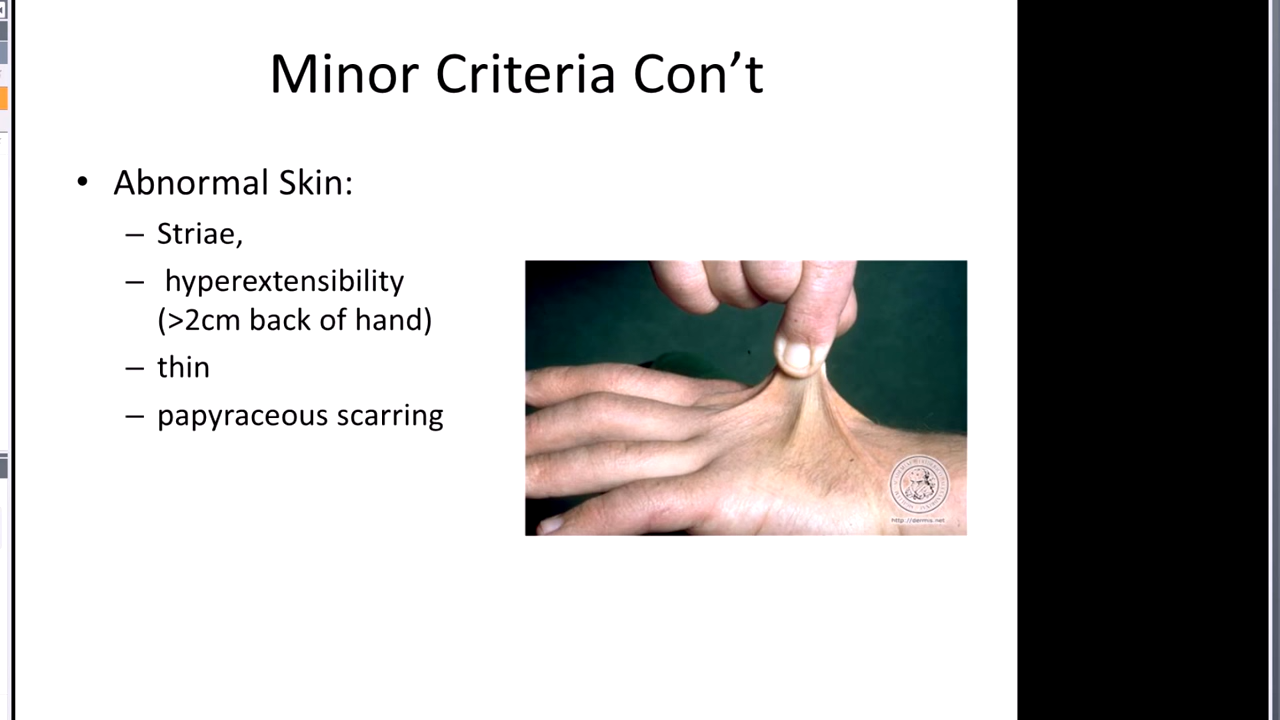 Minor Criteria Con’t
• Abnormal Skin:
– Striae,
– hyperextensibility
(>2cm back of hand)
– thin
– papyraceous scarring
http://dermis.net